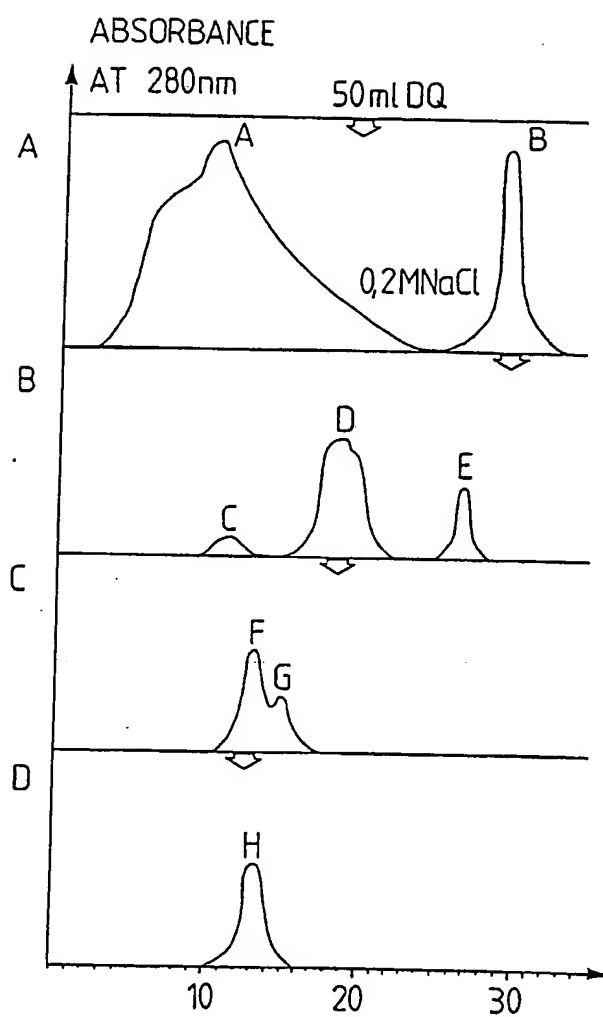 ABSORBANCE
AT 280nm
50ml DQ
A
A
B
0,2MNaCl
B
C
D
E
C
F
G
D
H
10 20 30